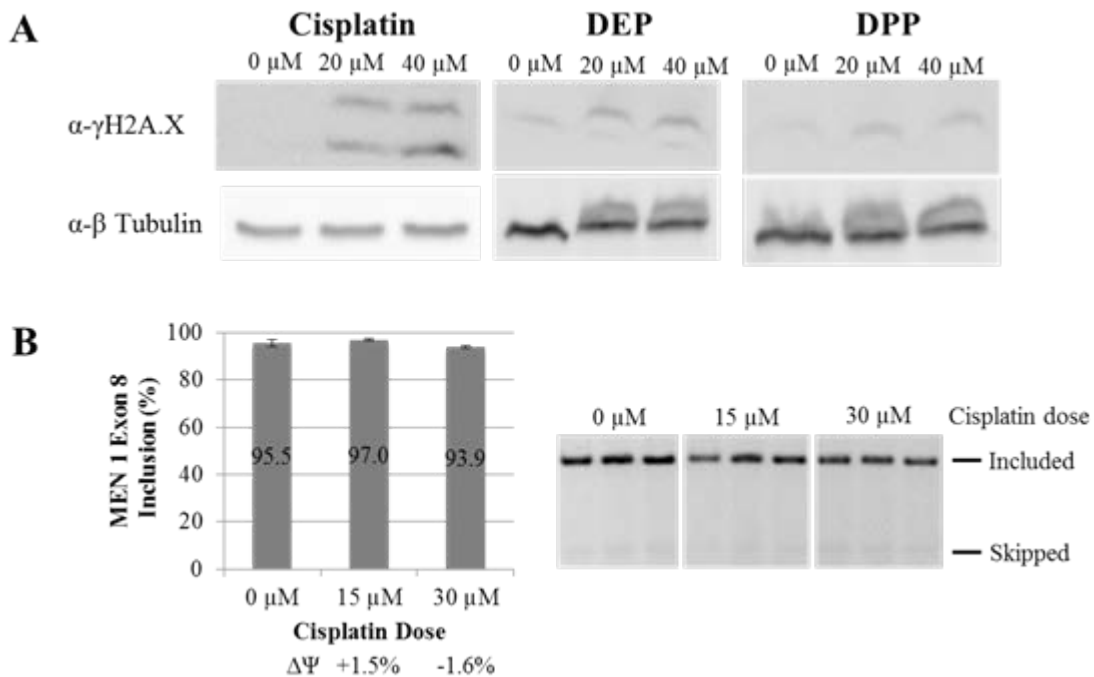 A
Cisplatin DEP DPP
0 μM 20 μM 40 μM 0 μM 20 μM 40 μM 0 μM 20 μM 40 μM
α-γH2A.X
α-β Tubulin
B
MEN 1 Exon 8
Inclusion (%)
100
80
60
40
20
0
95.5 97.0 93.9
0 μM 15 μM 30 μM
Cisplatin Dose
ΔΨ +1.5% -1.6%
0 μM 15 μM 30 μM Cisplatin dose
Included
Skipped